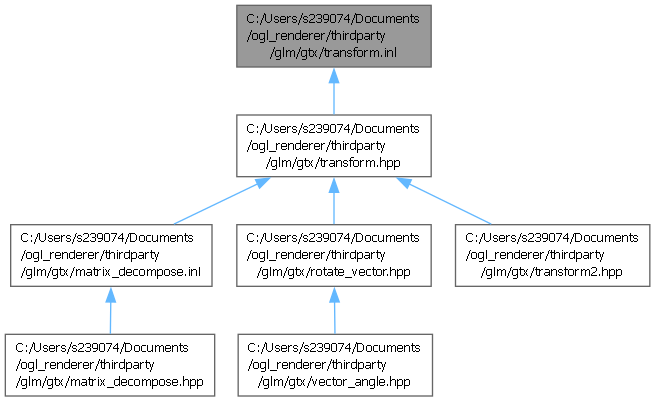 C:/Users/s239074/Documents
/ogl_renderer/thirdparty
/glm/gtx/transform.inl
C:/Users/s239074/Documents
/ogl_renderer/thirdparty
/glm/gtx/transform.hpp
C:/Users/s239074/Documents
/ogl_renderer/thirdparty
/glm/gtx/matrix_decompose.inl
C:/Users/s239074/Documents
/ogl_renderer/thirdparty
/glm/gtx/rotate_vector.hpp
C:/Users/s239074/Documents
/ogl_renderer/thirdparty
/glm/gtx/transform2.hpp
C:/Users/s239074/Documents
/ogl_renderer/thirdparty
/glm/gtx/matrix_decompose.hpp
C:/Users/s239074/Documents
/ogl_renderer/thirdparty
/glm/gtx/vector_angle.hpp